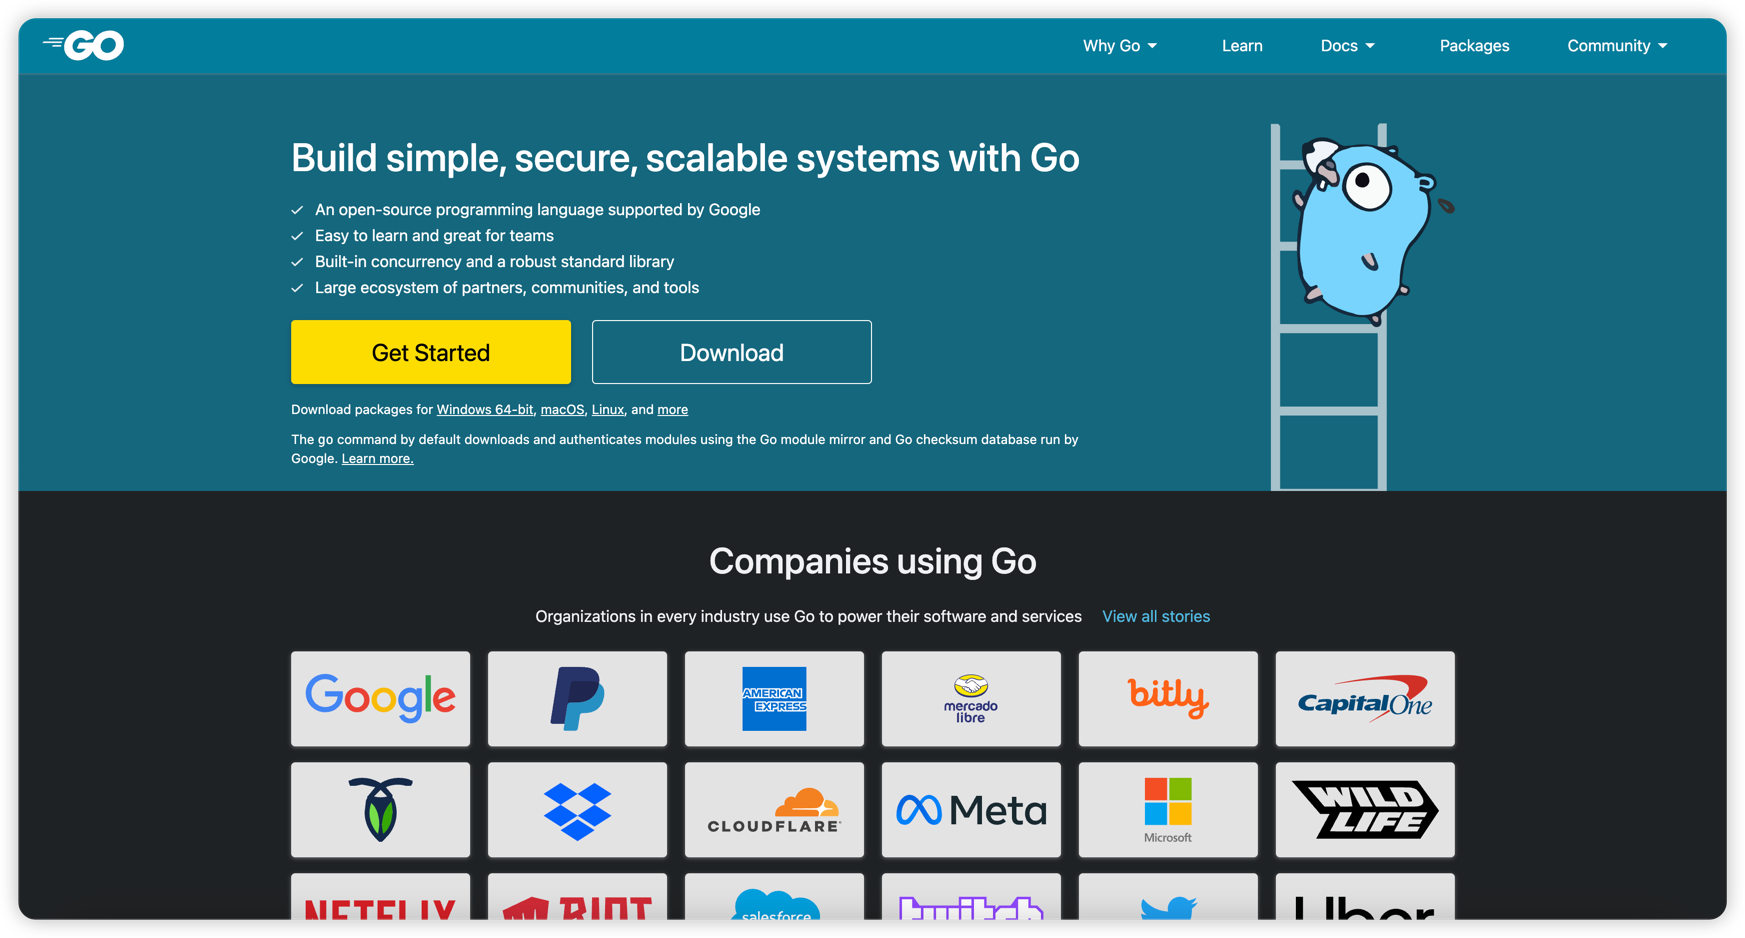 GO
Why Go
Learn
Docs
Packages
Community
Build simple, secure, scalable systems with Go
An open-source programming language supported by Google
Easy to learn and great for teams
Built-in concurrency and a robust standard library
Large ecosystem of partners, communities, and tools
Get Started
Download
Download packages for Windows 64-bit, macOS, Linux, and more
The go command by default downloads and authenticates modules using the Go module mirror and Go checksum database run by
Google. Learn more.
Companies using Go
Organizations in every industry use Go to power their software and services View all stories
Google
AMERICAN
EXPRESS
mercado
libre
bitly
Capital One
CLOUDFLARE
Meta
Microsoft
WILD
LIFE
NETFLIX
RIOT
salesforce
twitch
Uber